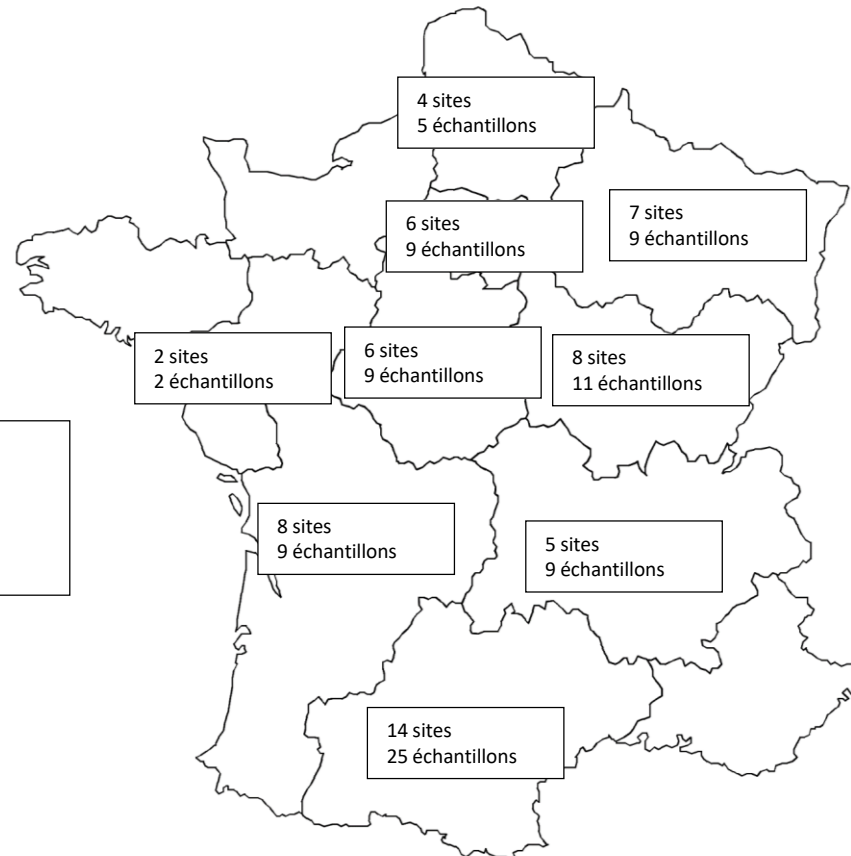 4 sites
5 échantillons
6 sites
9 échantillons
7 sites
9 échantillons
2 sites
2 échantillons
6 sites
9 échantillons
8 sites
11 échantillons
8 sites
9 échantillons
5 sites
9 échantillons
14 sites
25 échantillons